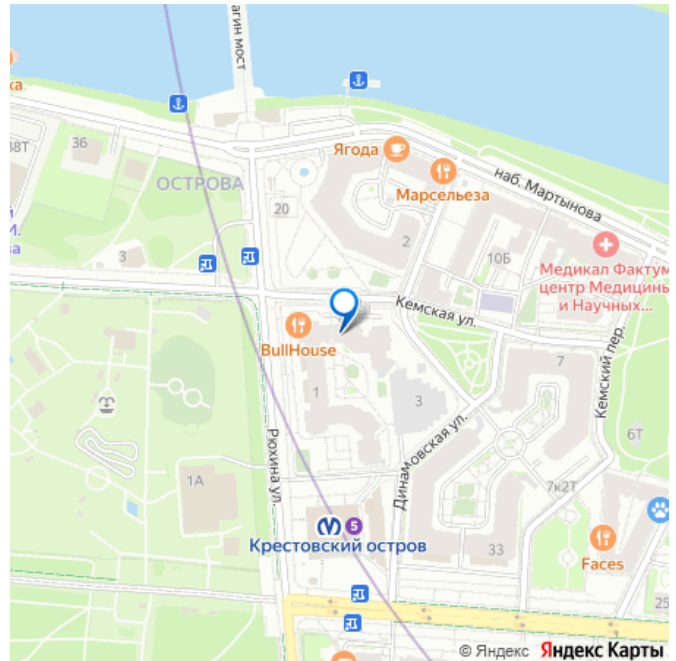 агин мост
ка
38Т
36
Ягода
Марсельеза
наб. Мартынова
ОСТРОВА
20
2
10Б
й
И.
ва
3
Медикал Фактум
центр Медицины
и Научных...
Кемская ул.
BullHouse
Кемский пер.
7
1
3
6Т
Рюхина ул.
Динамовская ул.
1А
7к2Т
5
Крестовский остров
33
Faces
25
© Яндекс Яндекс Карты